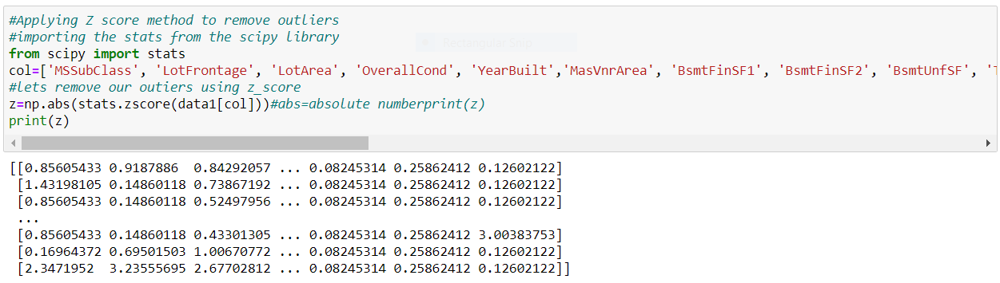 #Applying Z score method to remove outliers
#importing the stats from the scipy library
Rectangular Snip
from scipy import stats
col=['MSSubClass', 'LotFrontage', 'LotArea', 'OverallCond', 'YearBuilt','MasVnrArea', 'BsmtFinSF1', 'BsmtFinSF2', 'BsmtUnfSF', '
#lets remove our outiers using z_score
z=np.abs(stats.zscore(data1[col]))#abs=absolute numberprint(z)
print(z)
[[0.85605433 0.9187886  0.84292057 ... 0.08245314 0.25862412 0.12602122]
 [1.43198105 0.14860118 0.73867192 ... 0.08245314 0.25862412 0.12602122]
 [0.85605433 0.14860118 0.52497956 ... 0.08245314 0.25862412 0.12602122]
 ...
 [0.85605433 0.14860118 0.43301305 ... 0.08245314 0.25862412 3.00383753]
 [0.16964372 0.69501503 1.00670772 ... 0.08245314 0.25862412 0.12602122]
 [2.3471952  3.23555695 2.67702812 ... 0.08245314 0.25862412 0.12602122]]